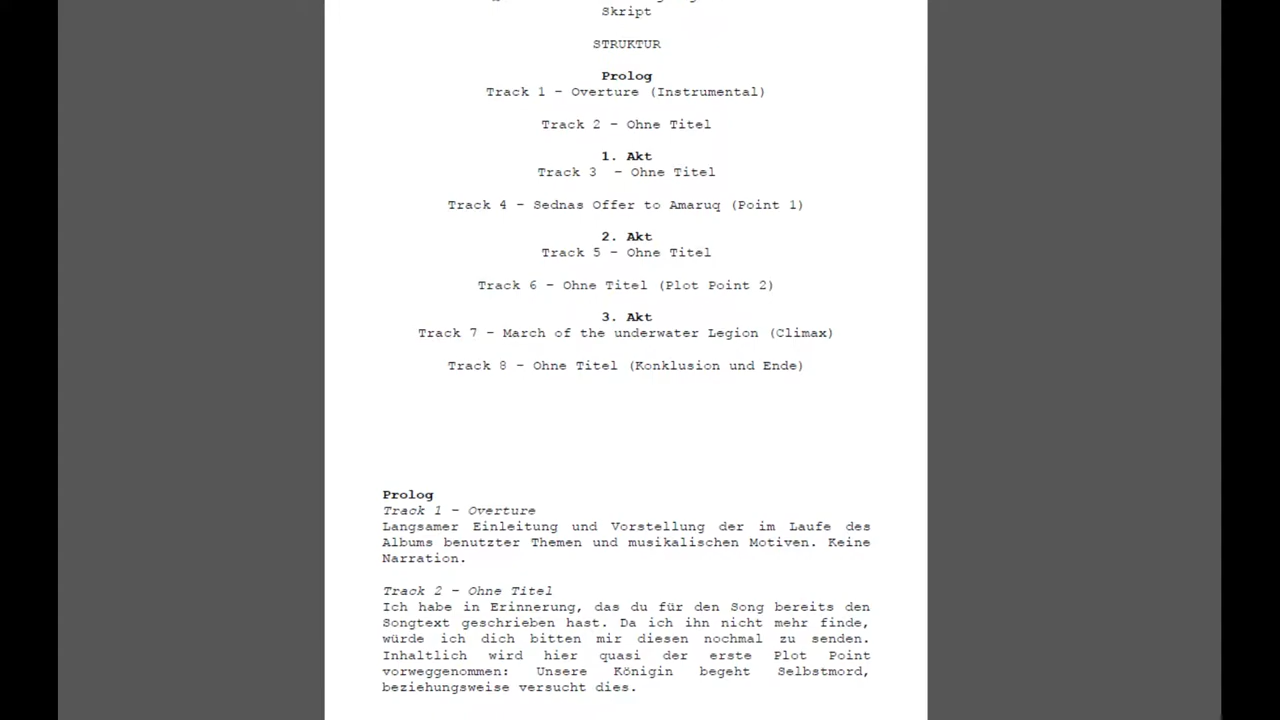 Skript
STRUKTUR
Prolog
Track 1 – Overture (Instrumental)
Track 2 – Ohne Titel
1. Akt
Track 3  – Ohne Titel
Track 4 – Sednas Offer to Amaruq (Point 1)
2. Akt
Track 5 – Ohne Titel
Track 6 – Ohne Titel (Plot Point 2)
3. Akt
Track 7 – March of the underwater Legion (Climax)
Track 8 – Ohne Titel (Konklusion und Ende)
Prolog
Track 1 – Overture
Langsamer Einleitung und Vorstellung der im Laufe des
Albums benutzter Themen und musikalischen Motiven. Keine
Narration.
Track 2 – Ohne Titel
Ich habe in Erinnerung, das du für den Song bereits den
Songtext geschrieben hast. Da ich ihn nicht mehr finde,
würde ich dich bitten mir diesen nochmal zu senden.
Inhaltlich wird hier quasi der erste Plot Point
vorweggenommen: Unsere Königin begeht Selbstmord,
beziehungsweise versucht dies.